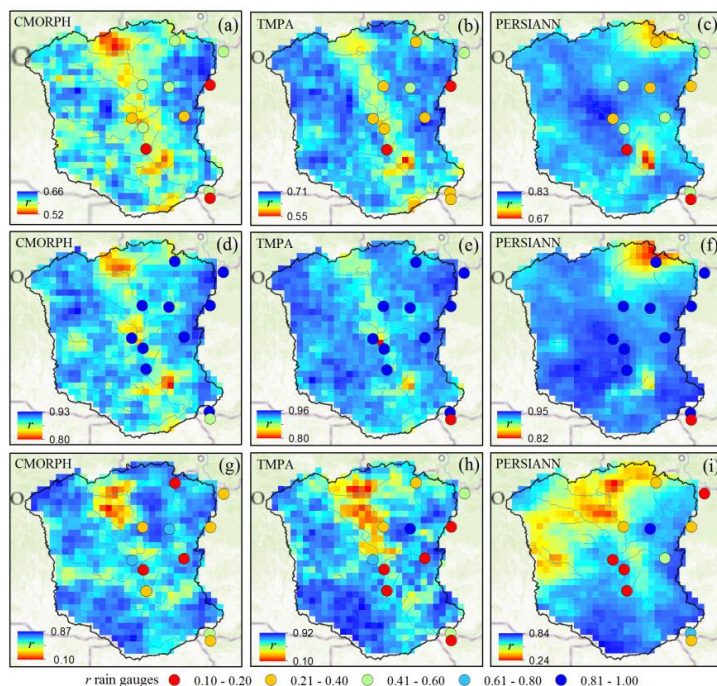 CMORPH (a) TMPA (b) PERSIANN (c)
0.66 0.71 0.83
r r r
0.52 0.55 0.67
CMORPH (d) TMPA (e) PERSIANN (f)
0.93 0.96 0.95
r r r
0.80 0.80 0.82
CMORPH (g) TMPA (h) PERSIANN (i)
0.87 0.92 0.84
r r r
0.10 0.10 0.24
r rain gauges 0.10 - 0.20 0.21 - 0.40 0.41 - 0.60 0.61 - 0.80 0.81 - 1.00